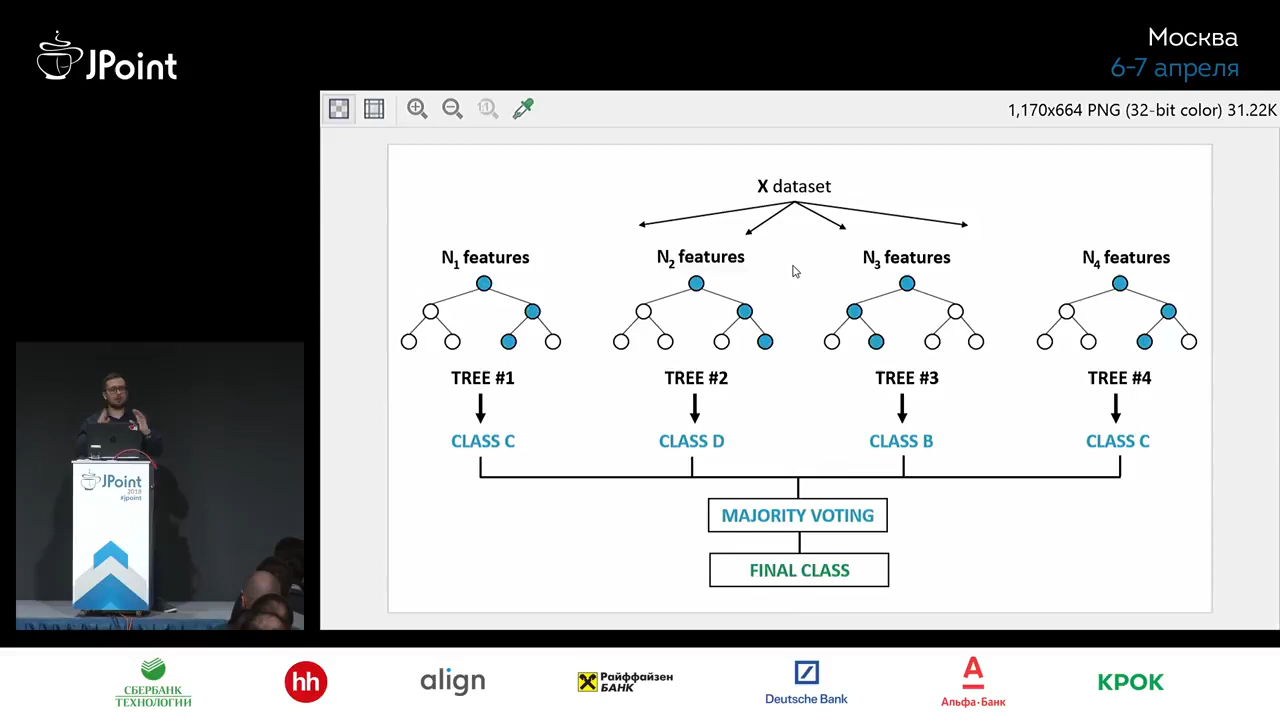 JPoint
Москва
6-7 апреля
1,170x664 PNG (32-bit color) 31.22K
X dataset
N1 features
N2 features
N3 features
N4 features
TREE #1
TREE #2
TREE #3
TREE #4
CLASS C
CLASS D
CLASS B
CLASS C
MAJORITY VOTING
FINAL CLASS
JPoint
2018
#jpoint
СБЕРБАНК
ТЕХНОЛОГИИ
hh
align
Райффайзен
БАНК
Deutsche Bank
А
Альфа·Банк
КРОК